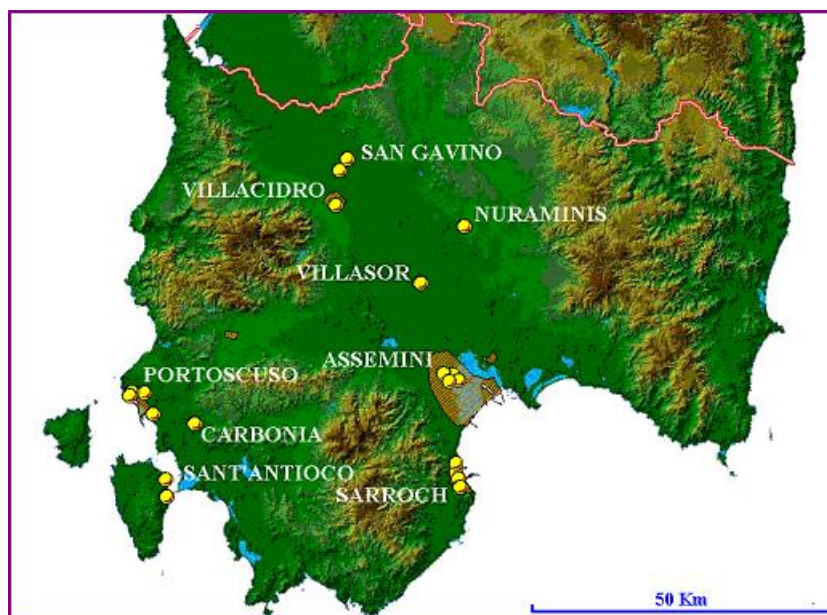 SAN GAVINO
VILLACIDRO
NURAMINIS
VILLASOR
ASSEMINI
PORTOSCUSO
CARBONIA
SANT'ANTIOCO
SARROCH
50 Km